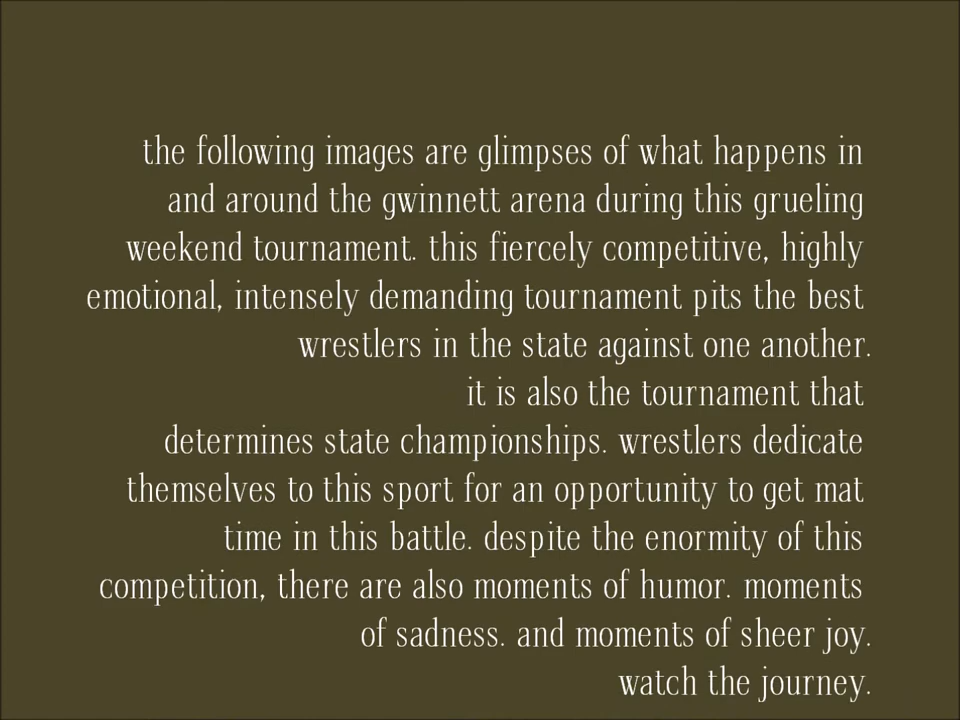 the following images are glimpses of what happens in
and around the gwinnett arena during this grueling
weekend tournament. this fiercely competitive, highly
emotional, intensely demanding tournament pits the best
wrestlers in the state against one another.
it is also the tournament that
determines state championships. wrestlers dedicate
themselves to this sport for an opportunity to get mat
time in this battle. despite the enormity of this
competition, there are also moments of humor. moments
of sadness. and moments of sheer joy.
watch the journey.